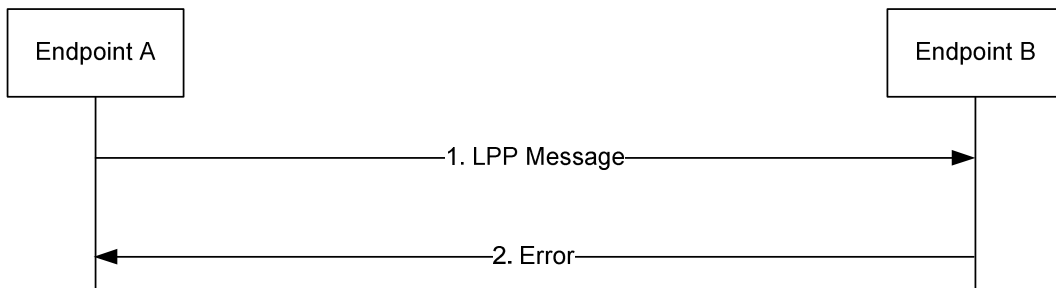 Endpoint A
Endpoint B
1. LPP Message
2. Error